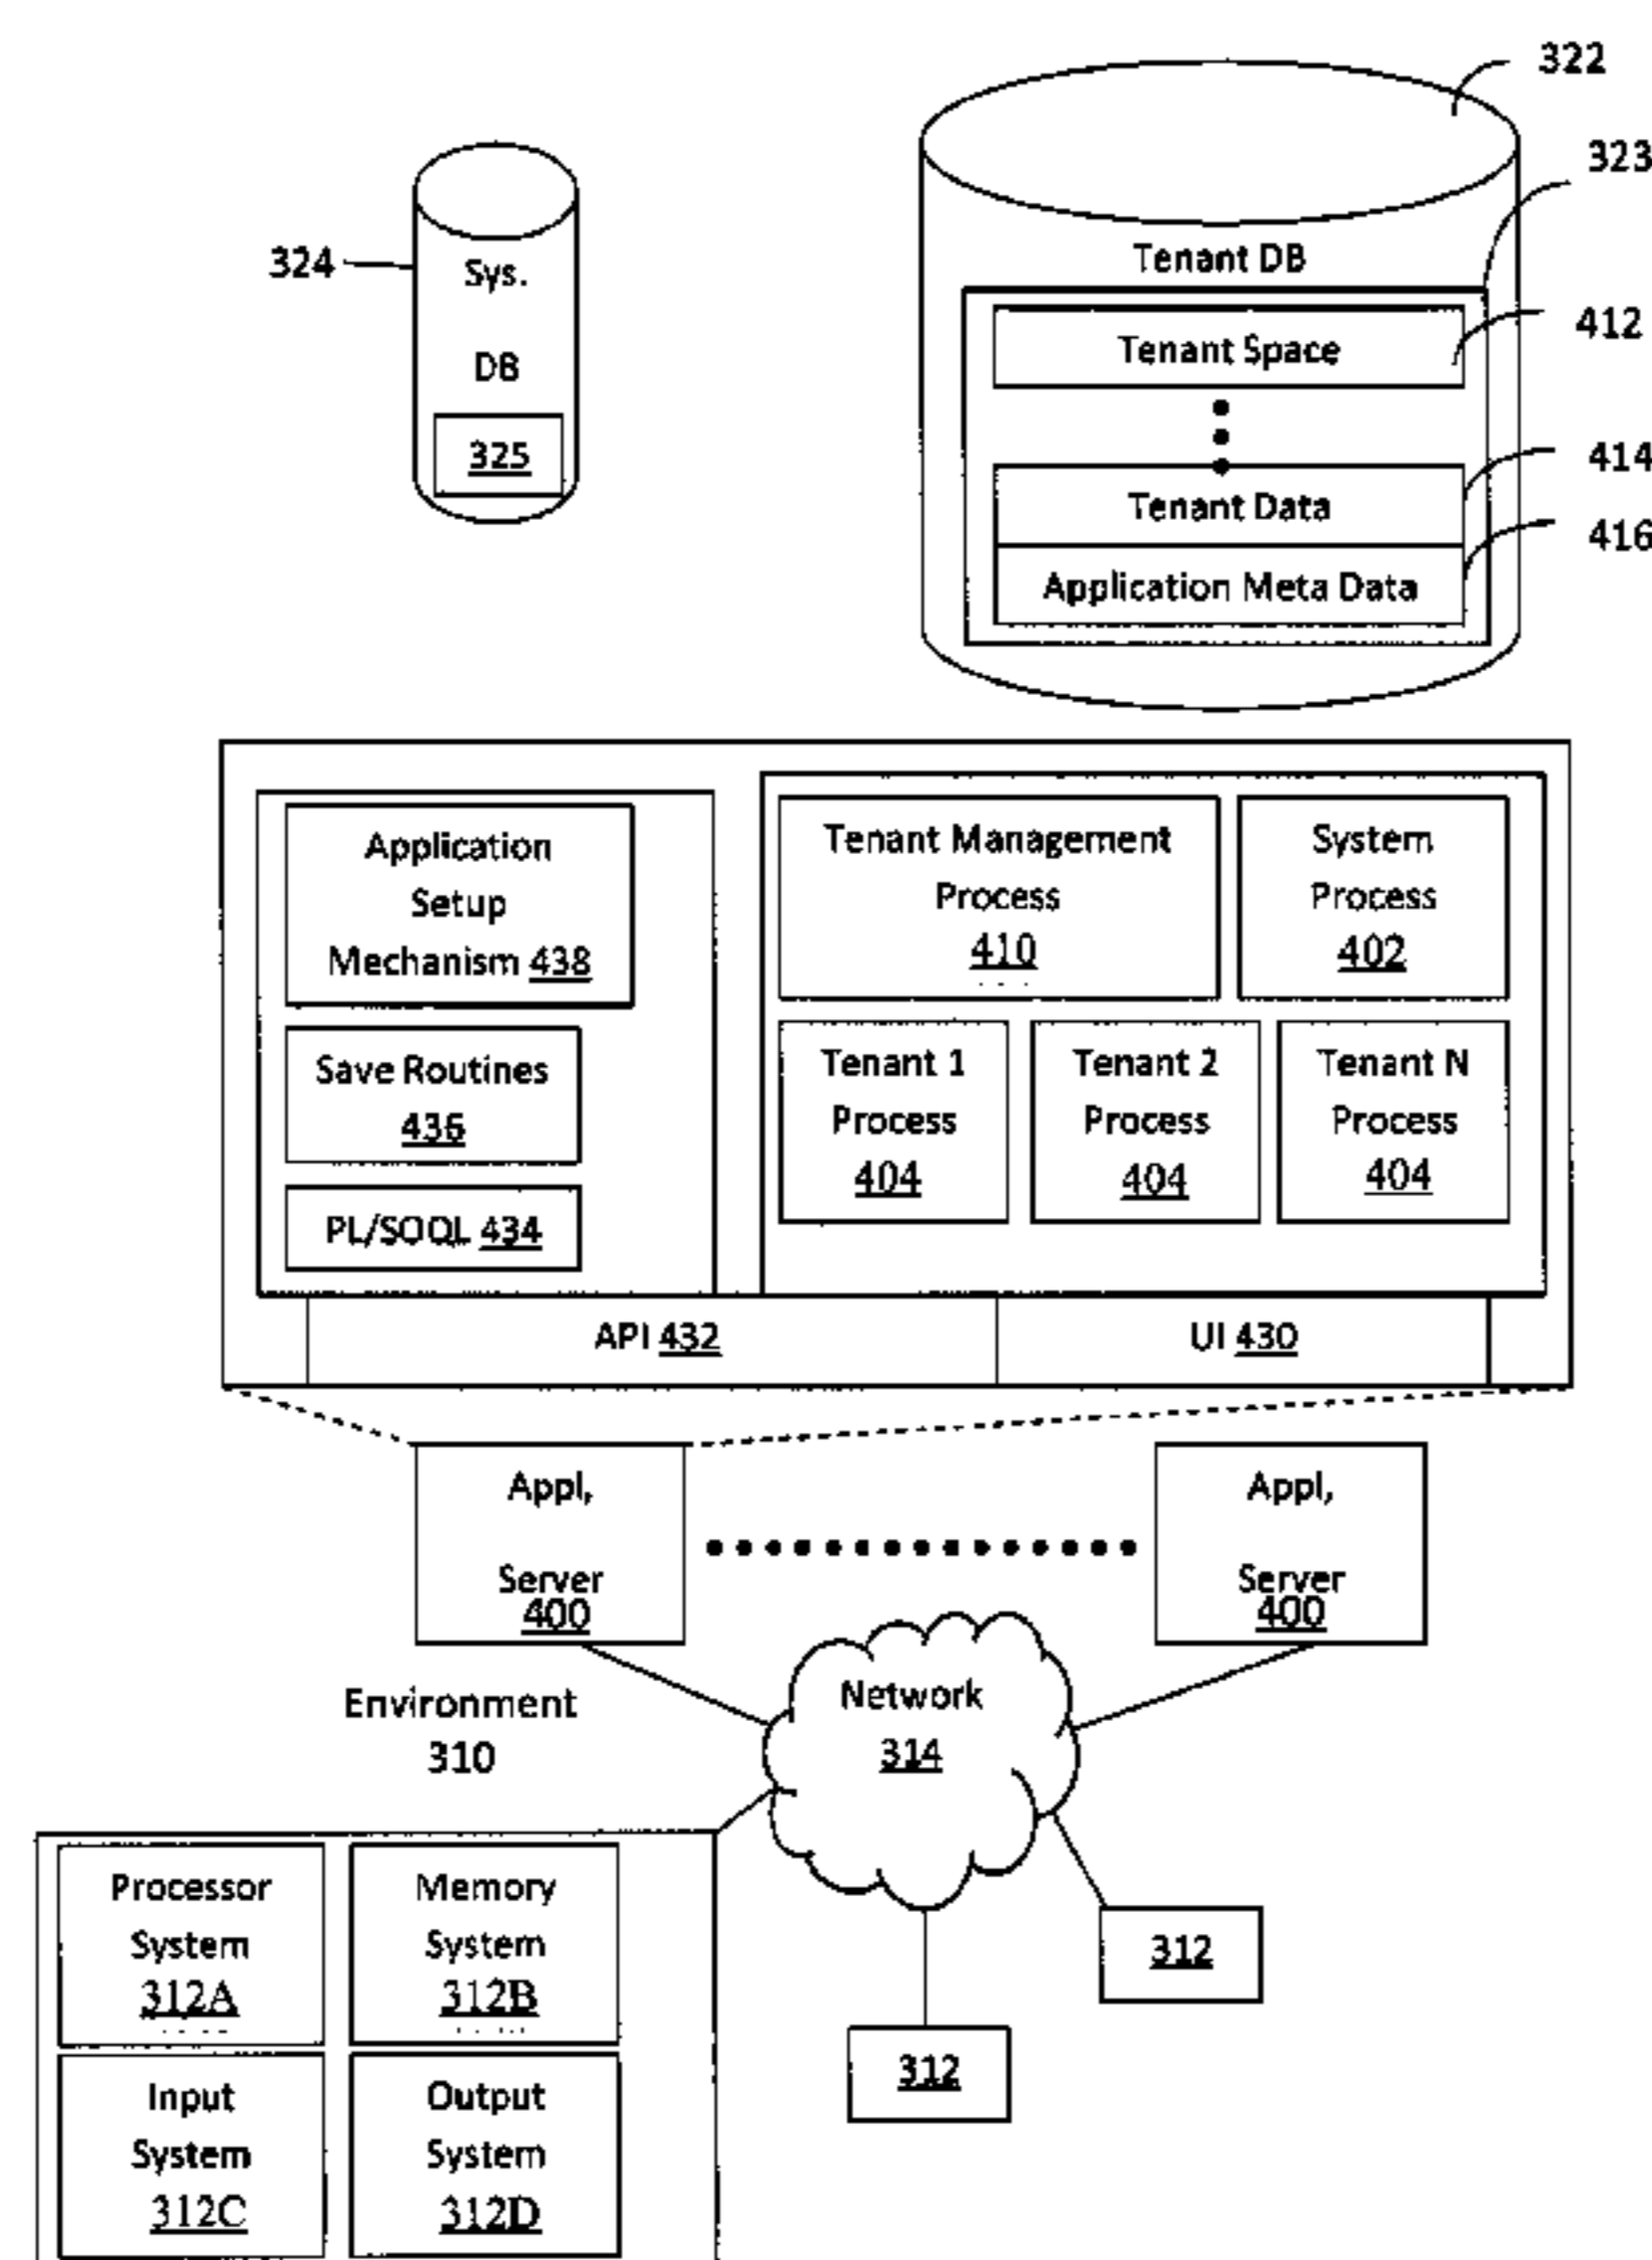 322
323
324
Sys.
DB
325
Tenant DB
Tenant Space
412
414
Tenant Data
416
Application Meta Data
Application
Setup
Mechanism 438
Save Routines
436
PL/SOQL 434
Tenant Management
Process
410
System
Process
402
Tenant 1
Process
404
Tenant 2
Process
404
Tenant N
Process
404
API 432
UI 430
Appl,
Server
400
Appl,
Server
400
Environment
310
Network
314
Processor
System
312A
Memory
System
312B
Input
System
312C
Output
System
312D
312
312